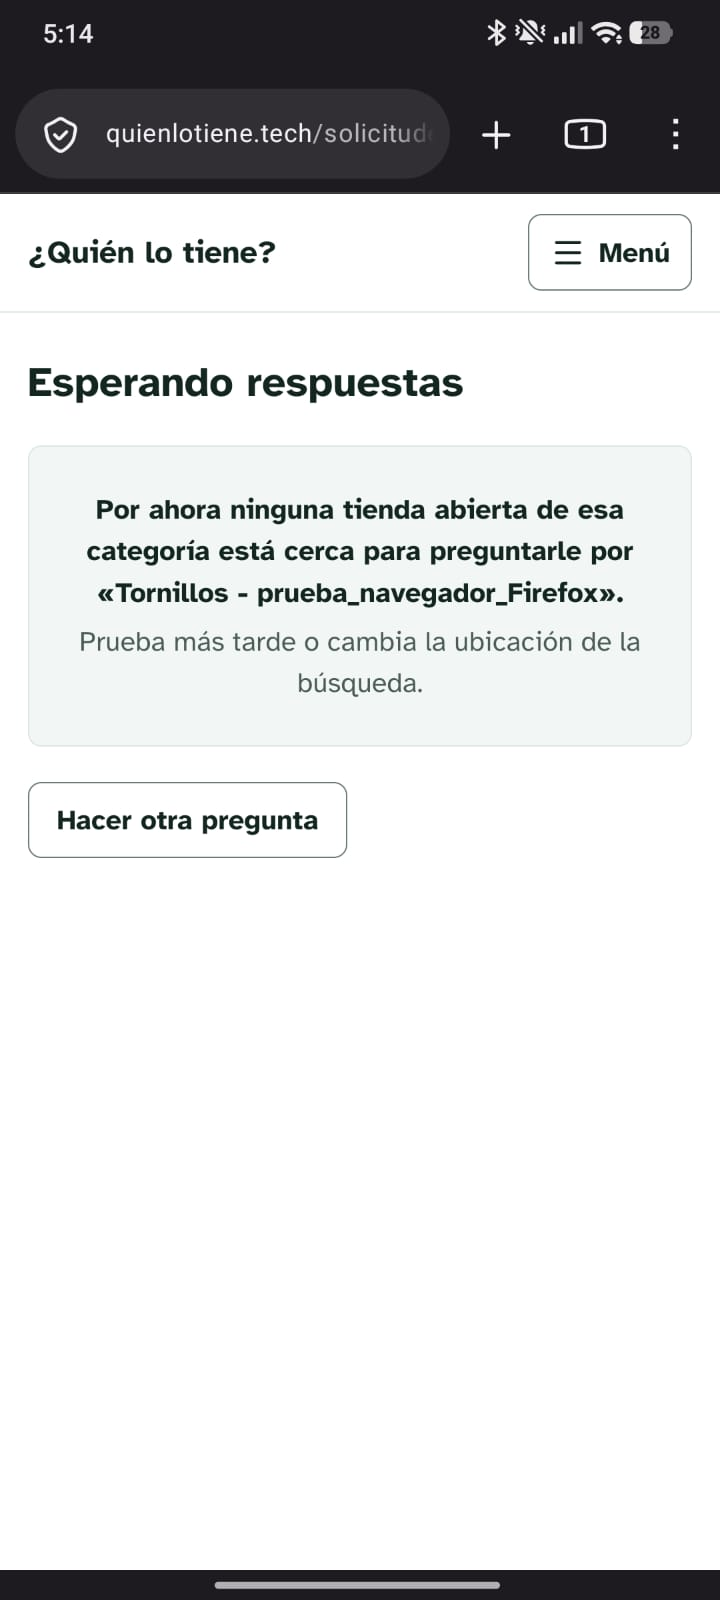 5:14
28
quienlotiene.tech/solicitud
1
¿Quién lo tiene?
Menú
Esperando respuestas
Por ahora ninguna tienda abierta de esa
categoría está cerca para preguntarle por
«Tornillos - prueba_navegador_Firefox».
Prueba más tarde o cambia la ubicación de la
búsqueda.
Hacer otra pregunta